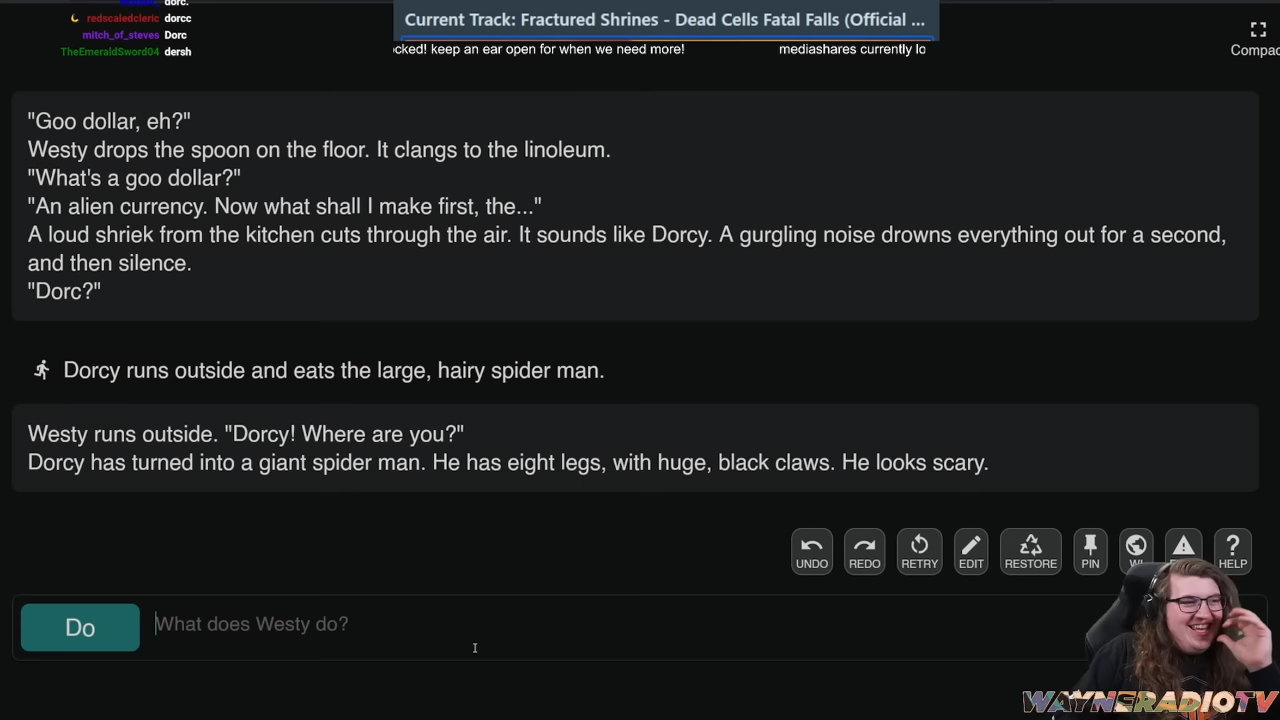 dorc.
redscaledcleric dorcc
mitch_of_steves Dorc
TheEmeraldSword04 dersh
Current Track: Fractured Shrines - Dead Cells Fatal Falls (Official ...
ocked! keep an ear open for when we need more! mediashares currently lo
Compac
"Goo dollar, eh?"
Westy drops the spoon on the floor. It clangs to the linoleum.
"What's a goo dollar?"
"An alien currency. Now what shall I make first, the..."
A loud shriek from the kitchen cuts through the air. It sounds like Dorcy. A gurgling noise drowns everything out for a second,
and then silence.
"Dorc?"
Dorcy runs outside and eats the large, hairy spider man.
Westy runs outside. "Dorcy! Where are you?"
Dorcy has turned into a giant spider man. He has eight legs, with huge, black claws. He looks scary.
UNDO REDO RETRY EDIT RESTORE PIN HELP
Do What does Westy do?
WAYNERADIOTV